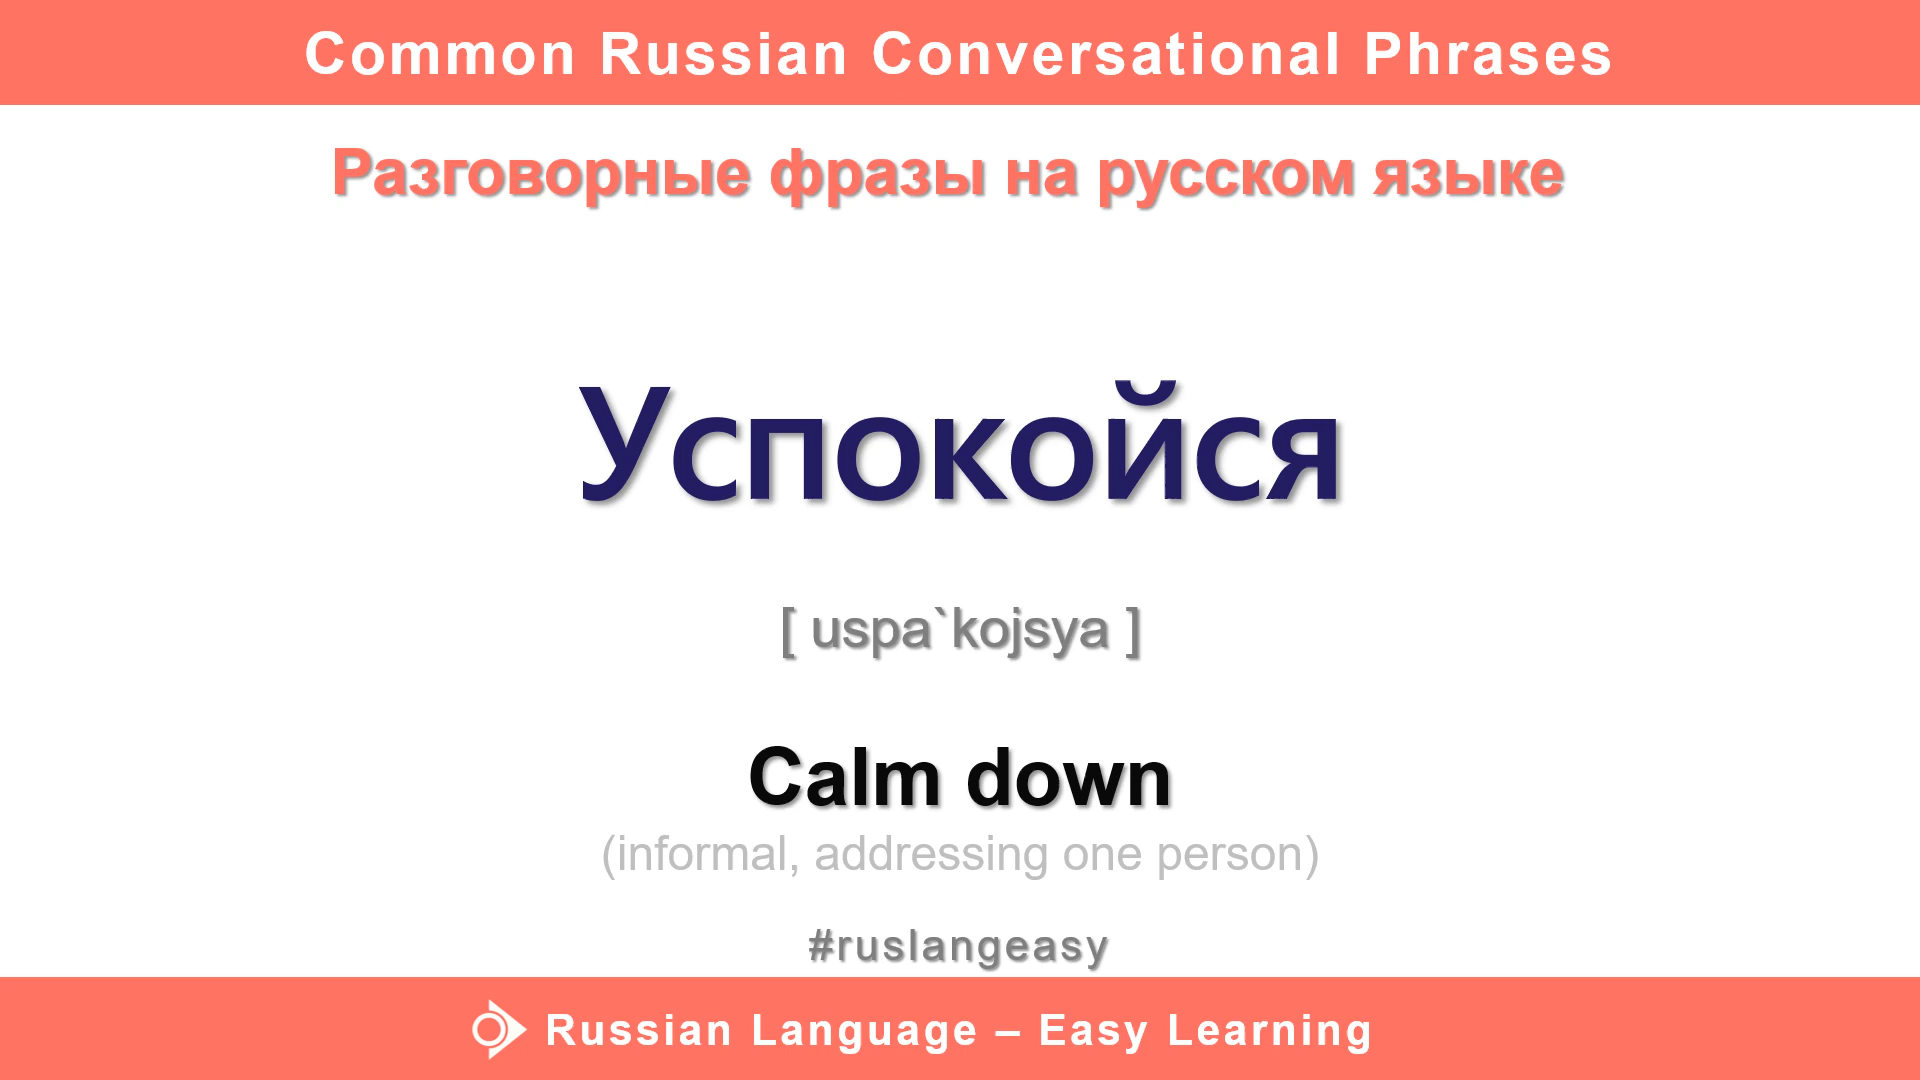 Common Russian Conversational Phrases
Разговорные фразы на русском языке
Успокойся
[ uspa`kojsya ]
Calm down
(informal, addressing one person)
#ruslangeasy
Russian Language – Easy Learning